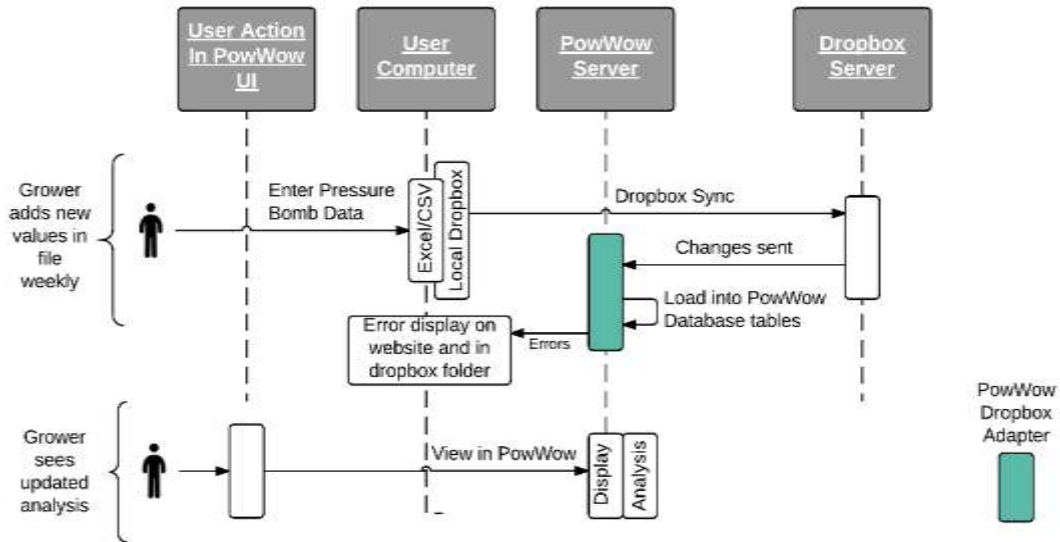 User Action
In PowWow
UI
User
Computer
PowWow
Server
Dropbox
Server
Grower
adds new
values in
file
weekly
Enter Pressure
Bomb Data
Excel/CSV
Local Dropbox
Dropbox Sync
Changes sent
Load into PowWow
Database tables
Errors
Error display on
website and in
dropbox folder
PowWow
Dropbox
Adapter
Grower
sees
updated
analysis
View in PowWow
Display
Analysis